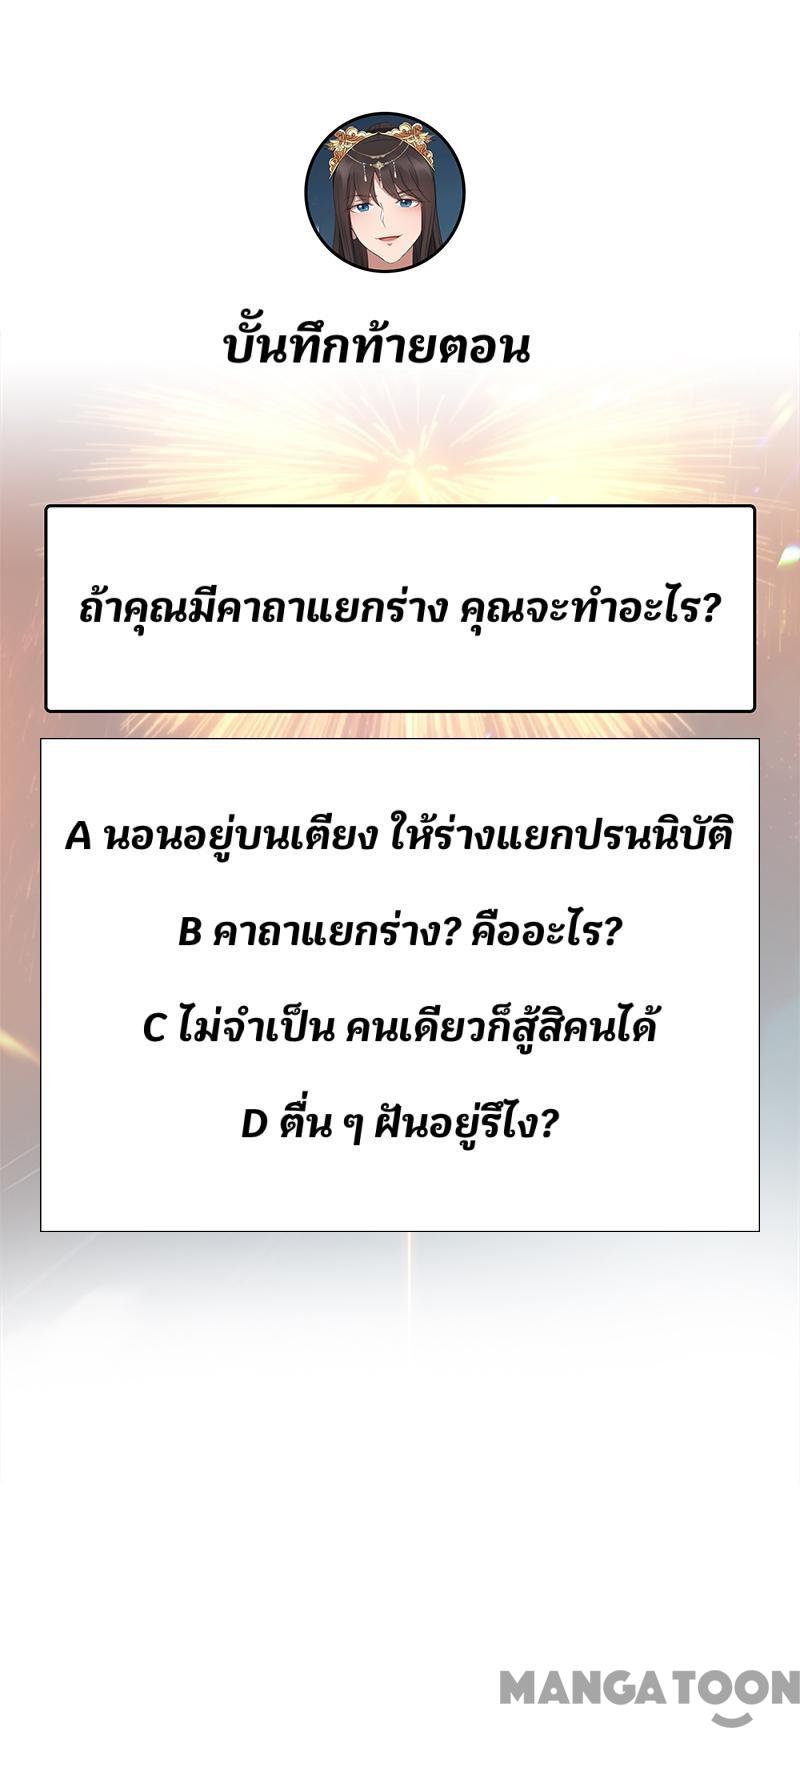 บันทึกท้ายตอน
ถ้าคุณมีคาถาแยกร่าง คุณจะทำอะไร?
A นอนอยู่บนเตียง ให้ร่างแยกปรนนิบัติ
B คาถาแยกร่าง? คืออะไร?
C ไม่จำเป็น คนเดียวก็สู้สิคนได้
D ตื่น ๆ ฝันอยู่รึไง?
MANGATOON